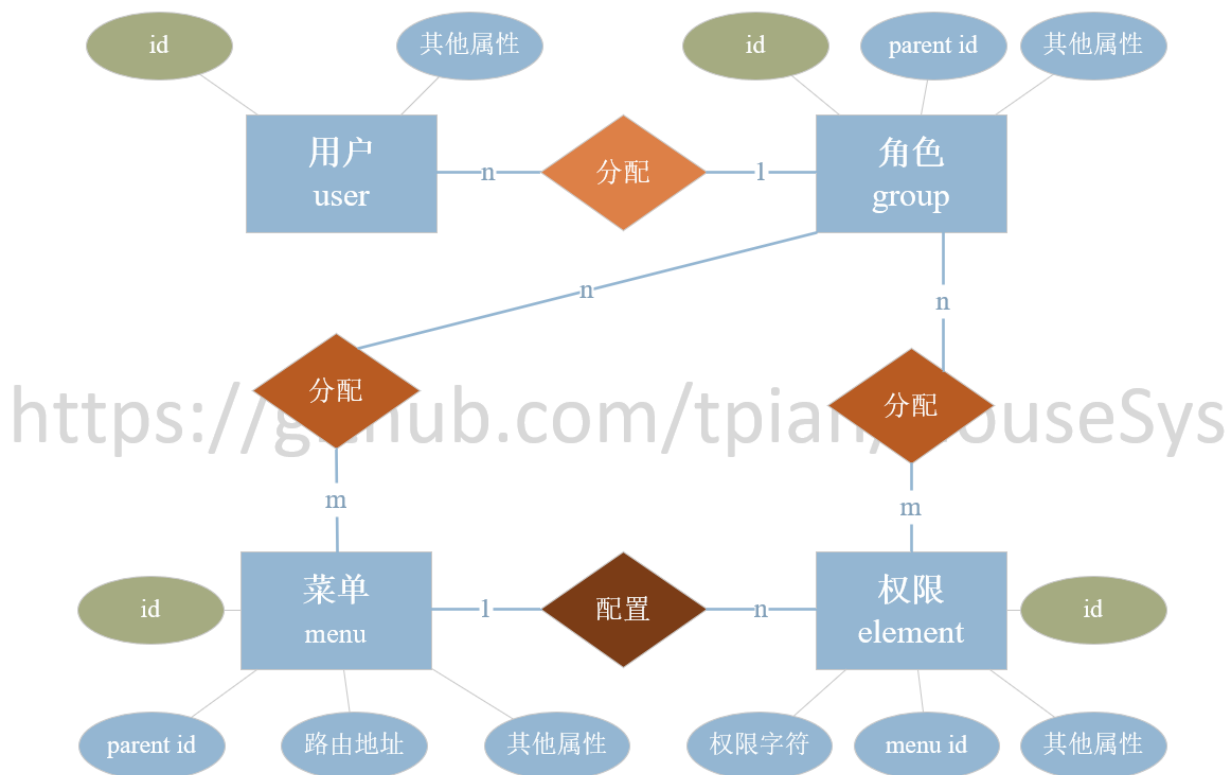 id
其他属性
id
parent id
其他属性
用户
user
n
分配
1
角色
group
n
n
分配
分配
https://github.com/tpian
ouseSys
m
m
id
菜单
menu
1
配置
n
权限
element
id
parent id
路由地址
其他属性
权限字符
menu id
其他属性